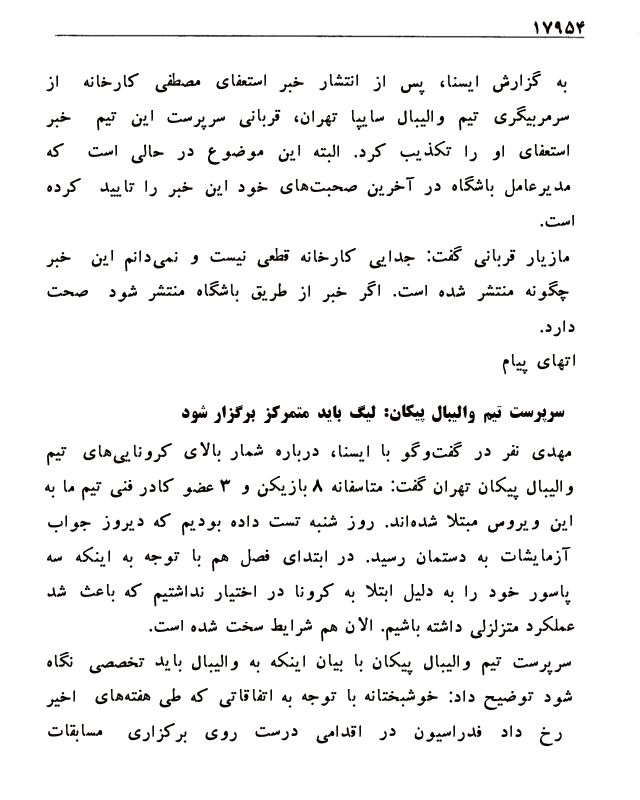 ۱۷۹۵۴
به گزارش ایسنا، پس از انتشار خبر استعفای مصطفی کارخانه از
سرمربیگری تیم والیبال سایپا تهران، قربانی سرپرست این تیم خبر
استعفای او را تکذیب کرد. البته این موضوع در حالی است که
مدیرعامل باشگاه در آخرین صحبت‌های خود این خبر را تایید کرده
است.
مازیار قربانی گفت: جدایی کارخانه قطعی نیست و نمی‌دانم این خبر
چگونه منتشر شده است. اگر خبر از طریق باشگاه منتشر شود صحت
دارد.
اتهای پیام
سرپرست تیم والیبال پیکان: لیگ باید متمرکز برگزار شود
مهدی نفر در گفت‌وگو با ایسنا، درباره شمار بالای کرونایی‌های تیم
والیبال پیکان تهران گفت: متاسفانه ۸ بازیکن و ۳ عضو کادر فنی تیم ما به
این ویروس مبتلا شده‌اند. روز شنبه تست داده بودیم که دیروز جواب
آزمایشات به دستمان رسید. در ابتدای فصل هم با توجه به اینکه سه
پاسور خود را به دلیل ابتلا به کرونا در اختیار نداشتیم که باعث شد
عملکرد متزلزلی داشته باشیم. الان هم شرایط سخت شده است.
سرپرست تیم والیبال پیکان با بیان اینکه به والیبال باید تخصصی نگاه
شود توضیح داد: خوشبختانه با توجه به اتفاقاتی که طی هفته‌های اخیر
رخ داد فدراسیون در اقدامی درست روی برکزاری مسابقات